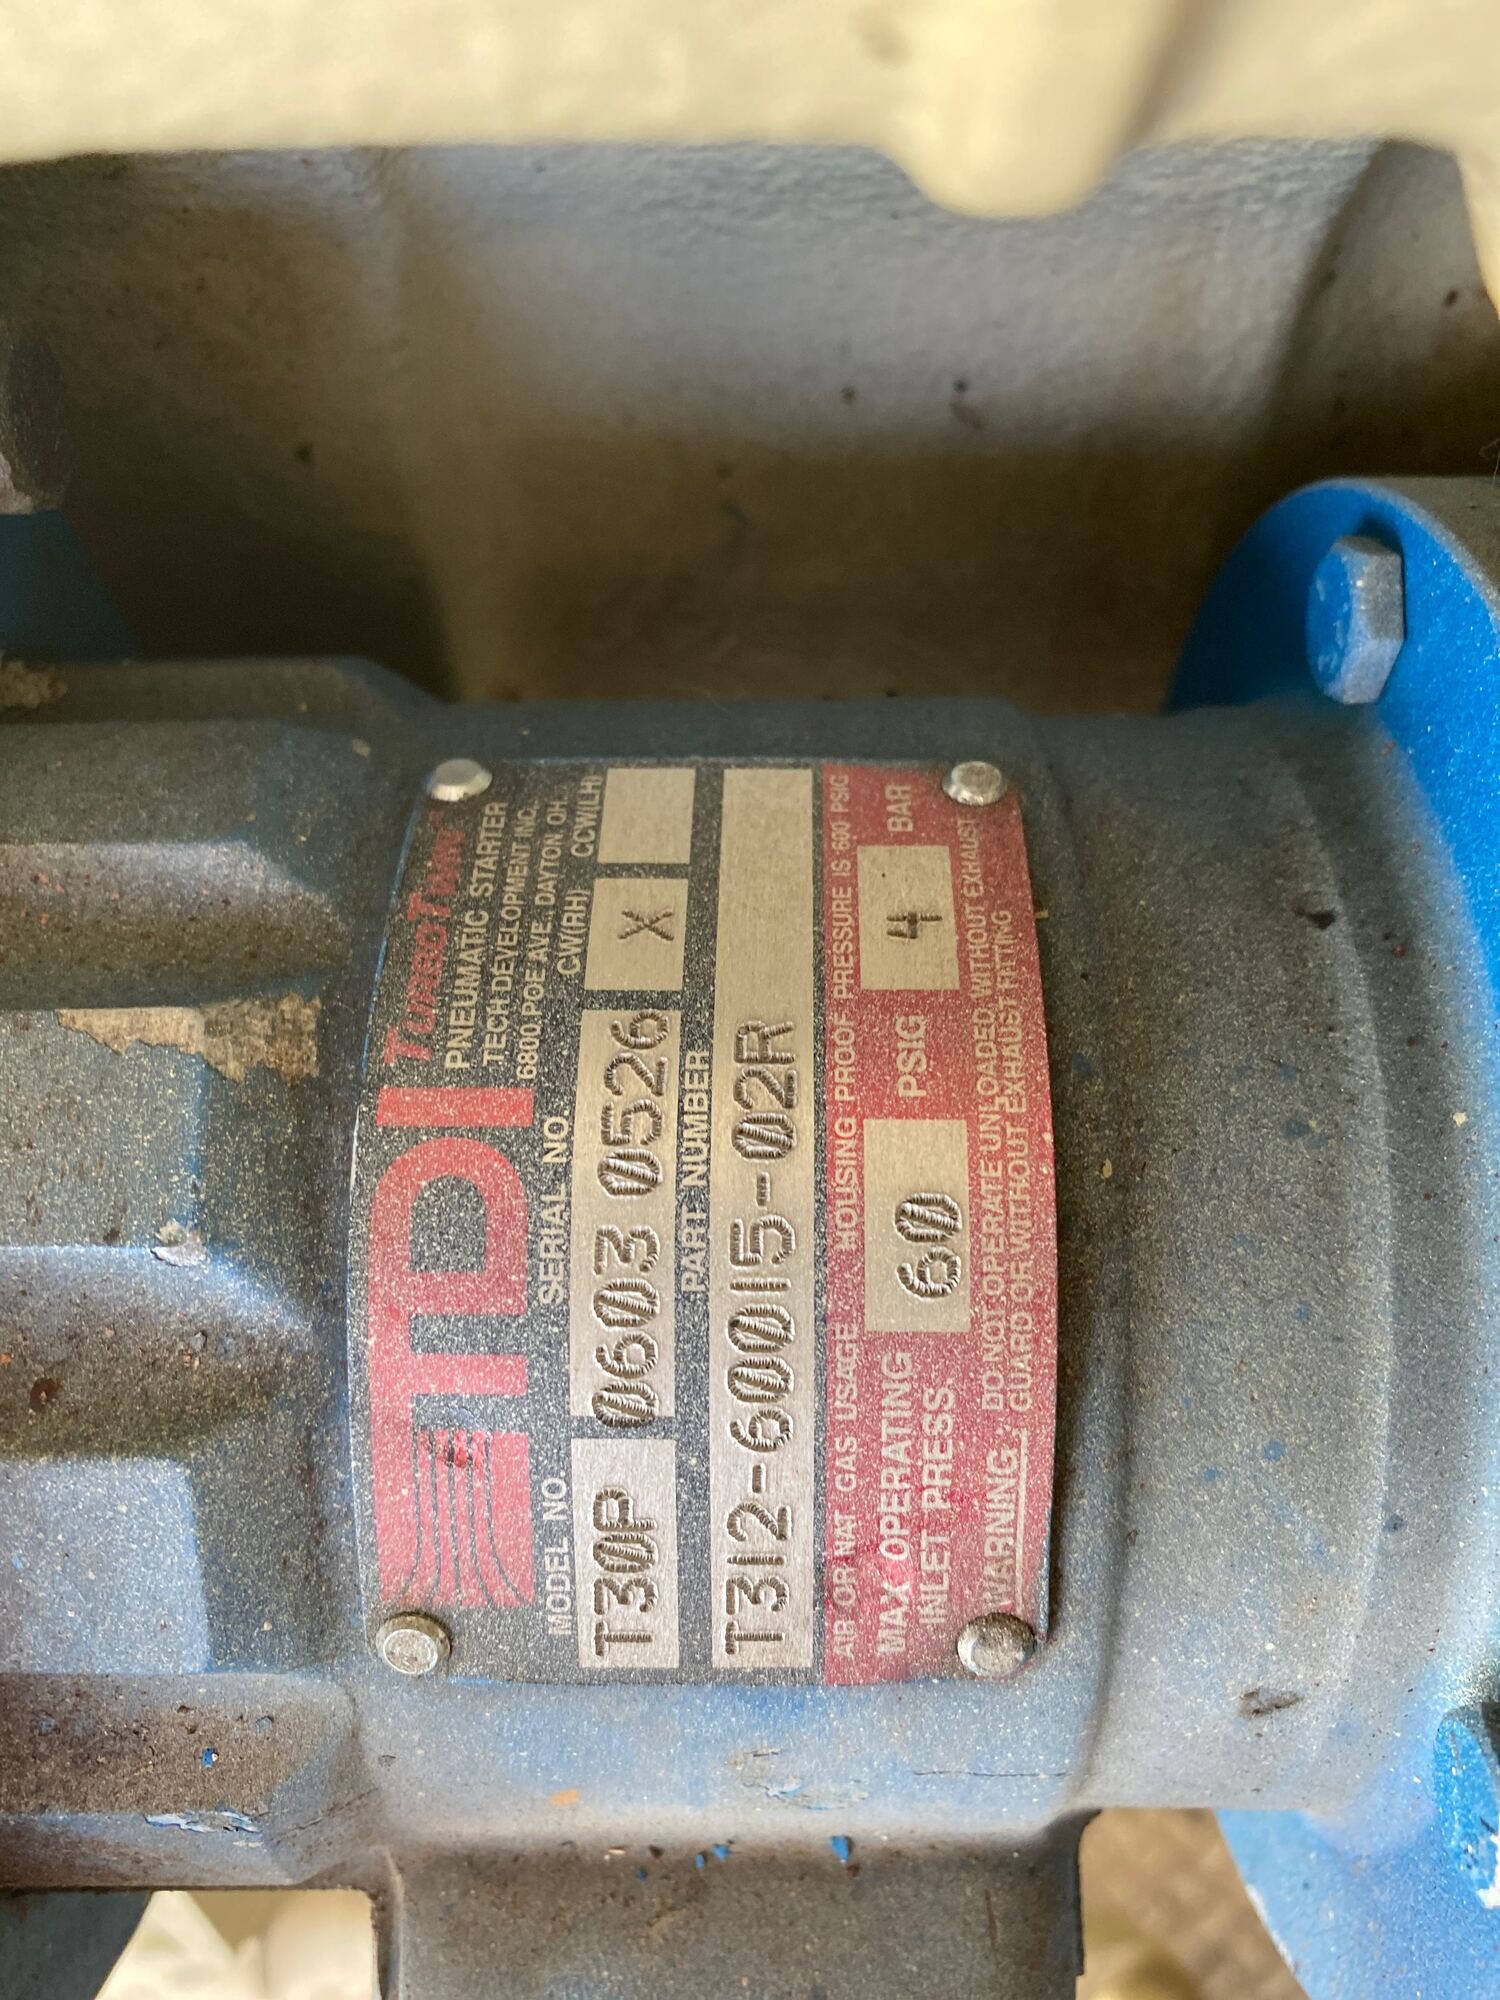 TDI TURBOTWIN
PNEUMATIC STARTER
TECH DEVELOPMENT INC.
6800 POE AVE. DAYTON, OH.
MODEL NO. SERIAL NO. CW(RH) CCW(LH)
T30P 0603 0526 X
PART NUMBER
T312-60015-02R
AIR OR NAT GAS USAGE. HOUSING PROOF PRESSURE IS 600 PSIG
MAX OPERATING
INLET PRESS 60 PSIG 4 BAR
WARNING: DO NOT OPERATE UNLOADED, WITHOUT EXHAUST
GUARD OR WITHOUT EXHAUST FITTING